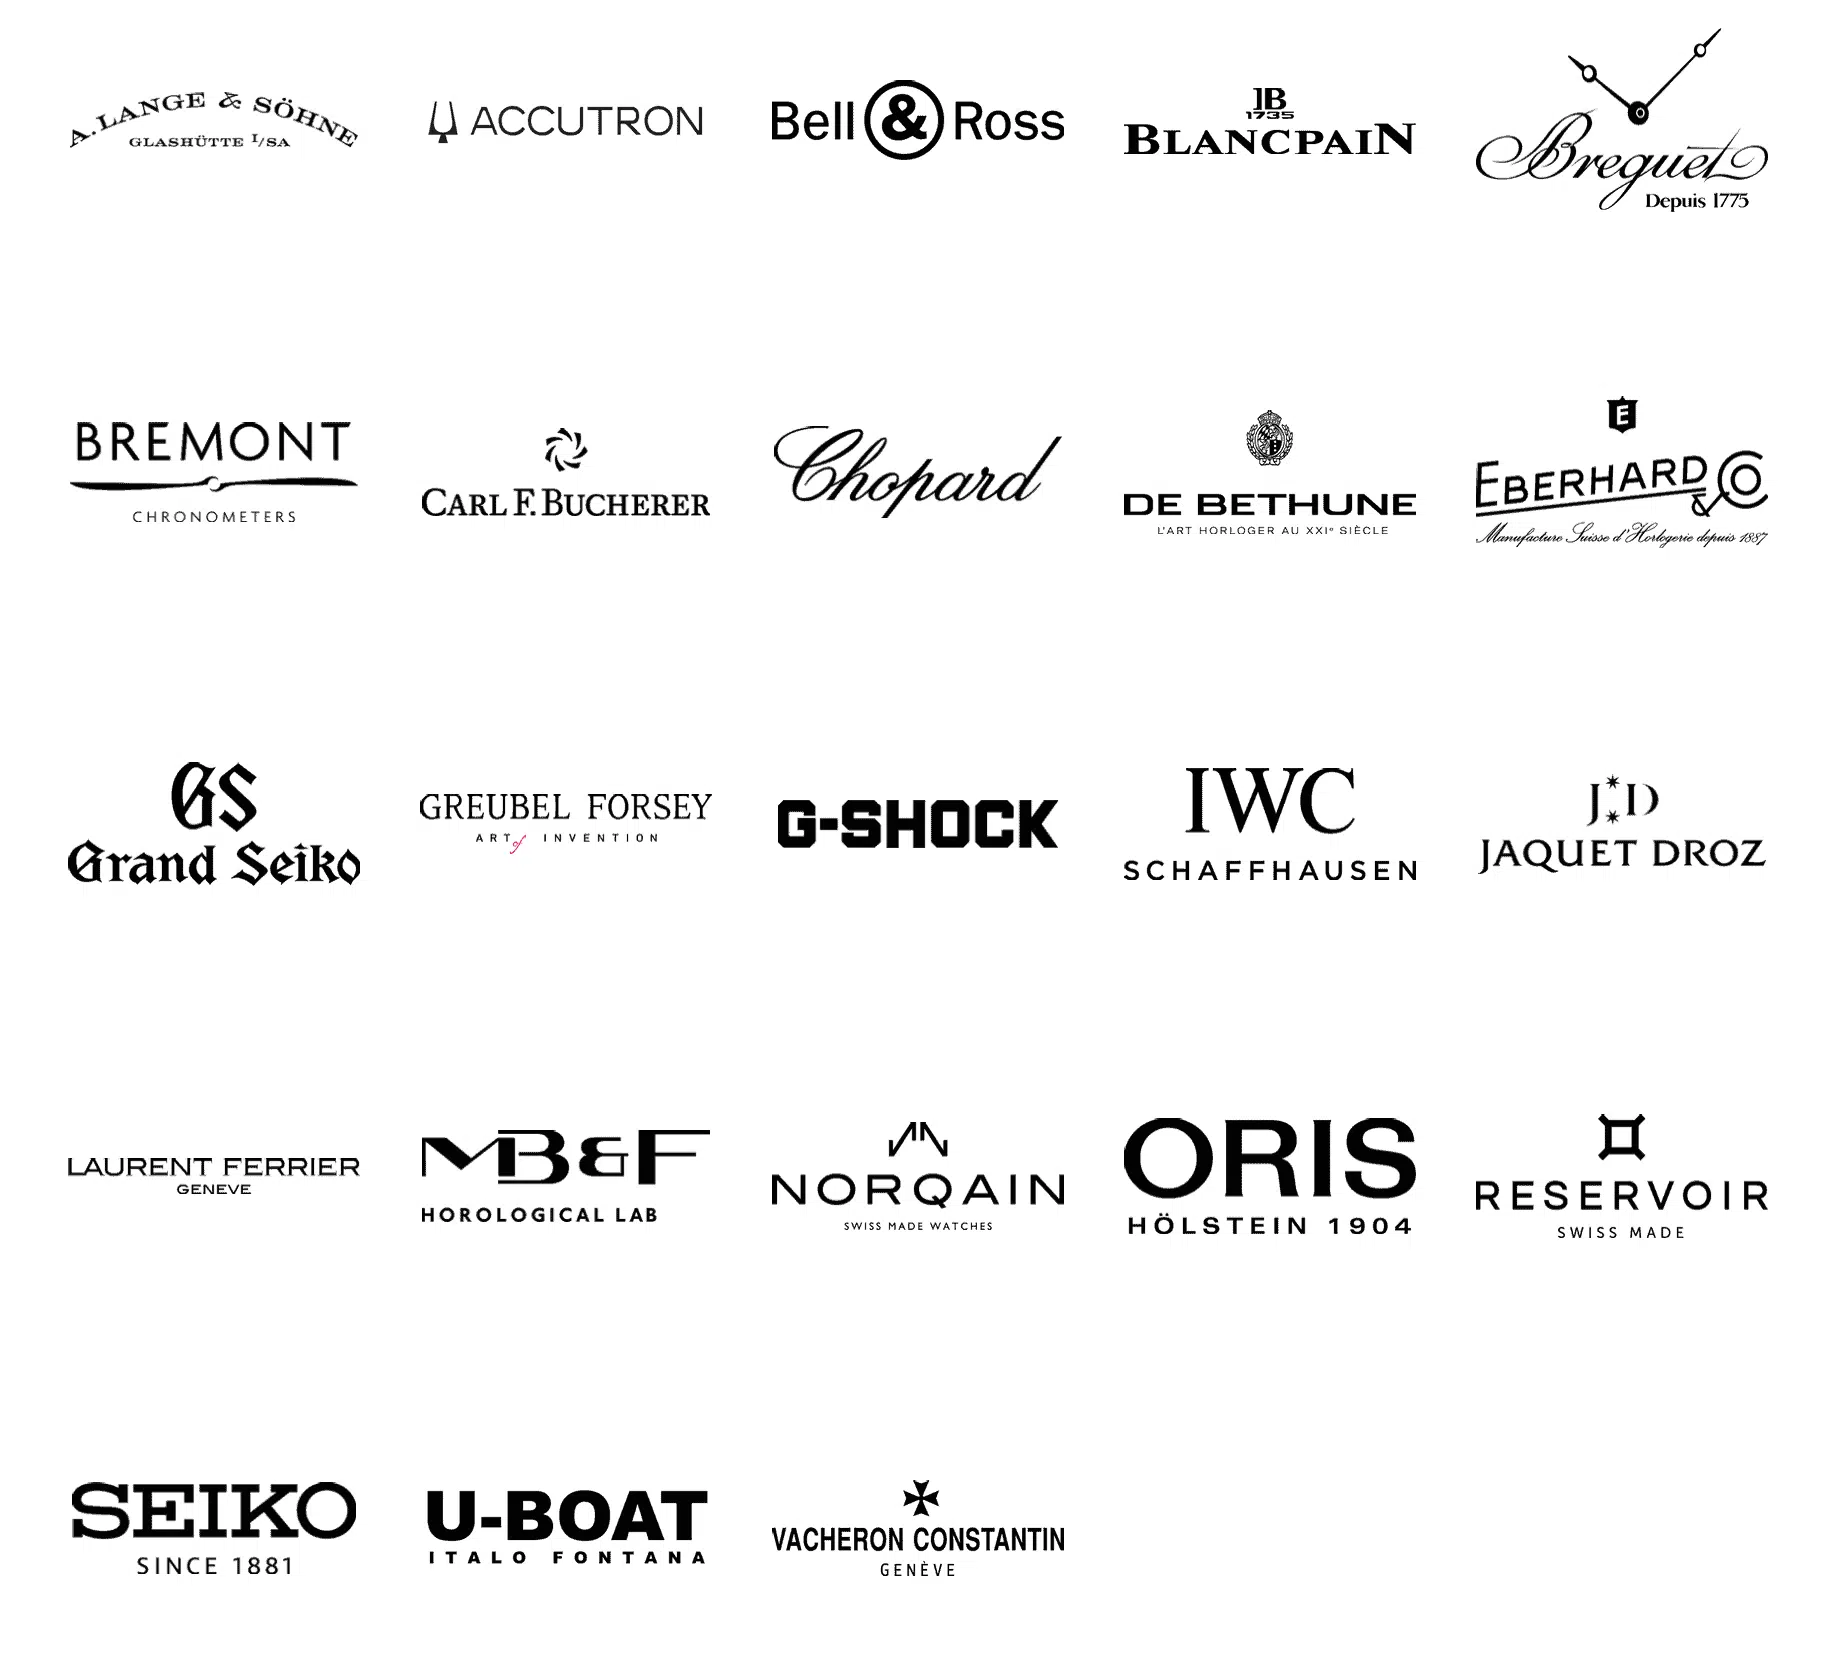 A. LANGE & SÖHNE
GLASHÜTTE I/SA
ACCUTRON
Bell & Ross
JB
1735
BLANCPAIN
Breguet
Depuis 1775
BREMONT
CHRONOMETERS
CARL F. BUCHERER
Chopard
DE BETHUNE
L'ART HORLOGER AU XXIe SIÈCLE
E
EBERHARD & CO
Manufacture Suisse d'Horlogerie depuis 1887
GS
Grand Seiko
GREUBEL FORSEY
ART of INVENTION
G-SHOCK
IWC
SCHAFFHAUSEN
JD
JAQUET DROZ
LAURENT FERRIER
GENEVE
MB&F
HOROLOGICAL LAB
NORQAIN
SWISS MADE WATCHES
ORIS
HÖLSTEIN 1904
RESERVOIR
SWISS MADE
SEIKO
SINCE 1881
U-BOAT
ITALO FONTANA
VACHERON CONSTANTIN
GENÈVE